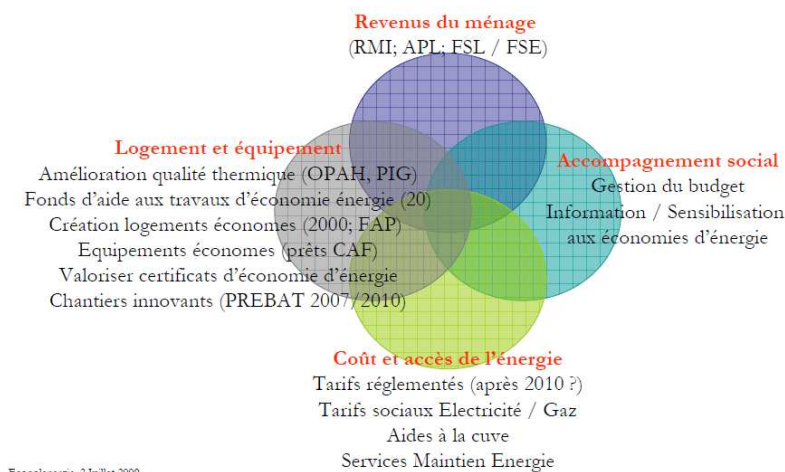 Revenus du ménage
(RMI; APL; FSL / FSE)
Logement et équipement
Amélioration qualité thermique (OPAH, PIG)
Fonds d'aide aux travaux d'économie énergie (20)
Création logements économes (2000; FAP)
Equipements économes (prêts CAF)
Valoriser certificats d'économie d'énergie
Chantiers innovants (PREBAT 2007/2010)
Accompagnement social
Gestion du budget
Information / Sensibilisation
aux économies d'énergie
Coût et accès de l'énergie
Tarifs réglementés (après 2010 ?)
Tarifs sociaux Electricité / Gaz
Aides à la cuve
Services Maintien Energie